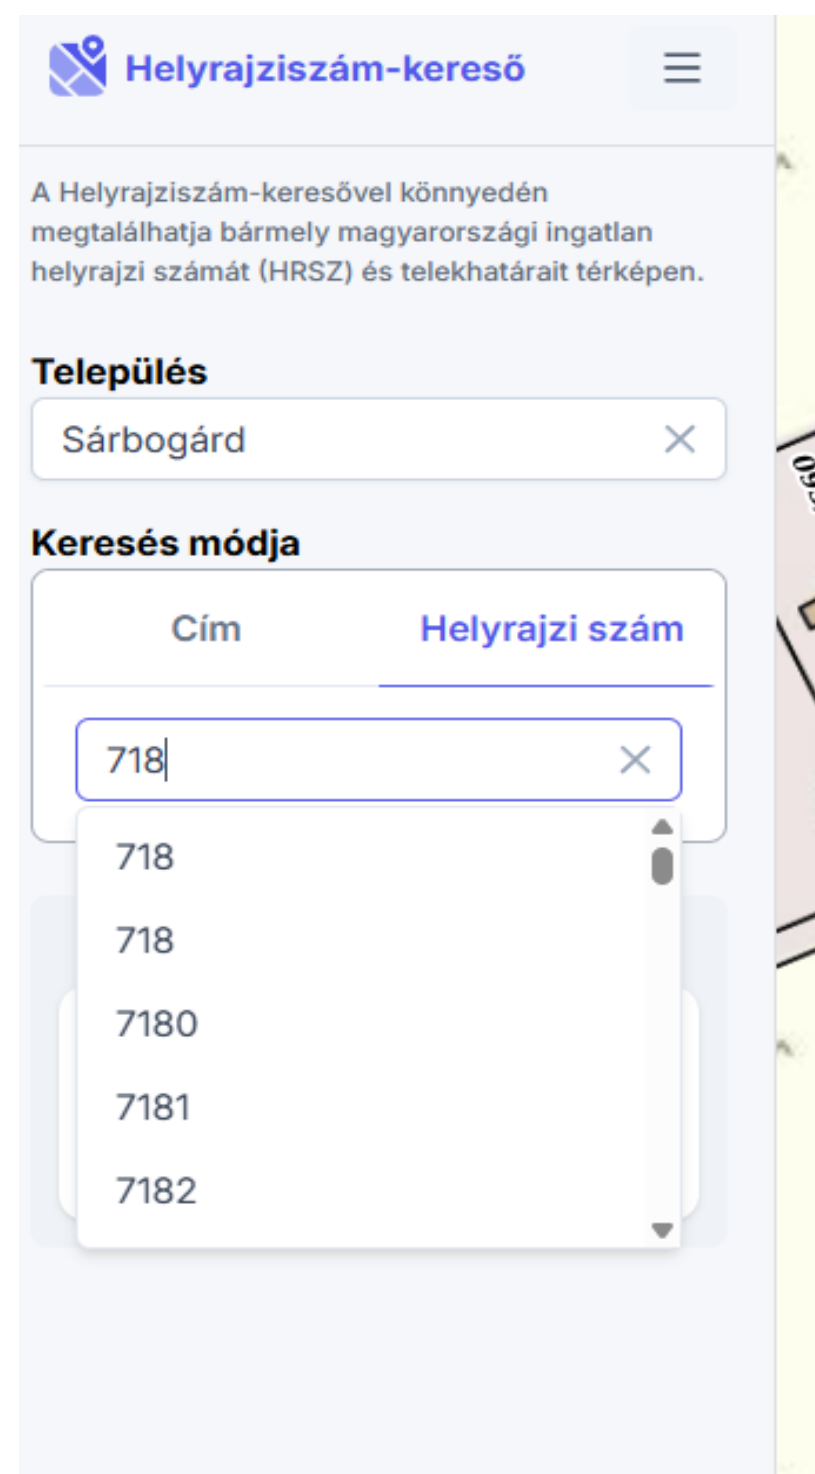 Helyrajziszám-kereső
A Helyrajziszám-keresővel könnyedén
megtalálhatja bármely magyarországi ingatlan
helyrajzi számát (HRSZ) és telekhatárait térképen.
Település
Sárbogárd
Keresés módja
Cím Helyrajzi szám
718
718
718
7180
7181
7182